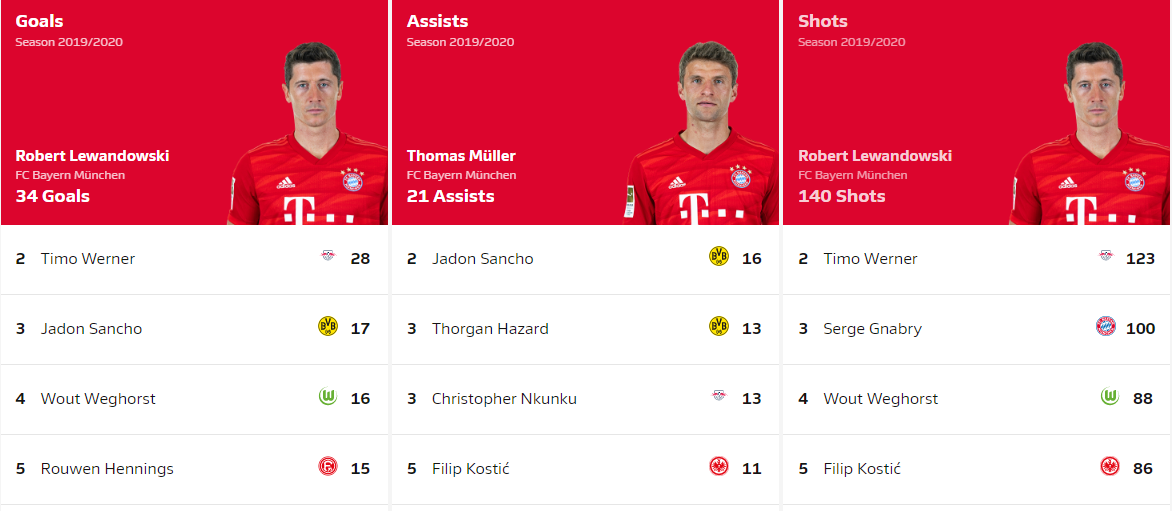 Goals
Season 2019/2020
Robert Lewandowski
FC Bayern München
34 Goals
2 Timo Werner 28
3 Jadon Sancho 17
4 Wout Weghorst 16
5 Rouwen Hennings 15
Assists
Season 2019/2020
Thomas Müller
FC Bayern München
21 Assists
2 Jadon Sancho 16
3 Thorgan Hazard 13
3 Christopher Nkunku 13
5 Filip Kostić 11
Shots
Season 2019/2020
Robert Lewandowski
FC Bayern München
140 Shots
2 Timo Werner 123
3 Serge Gnabry 100
4 Wout Weghorst 88
5 Filip Kostić 86